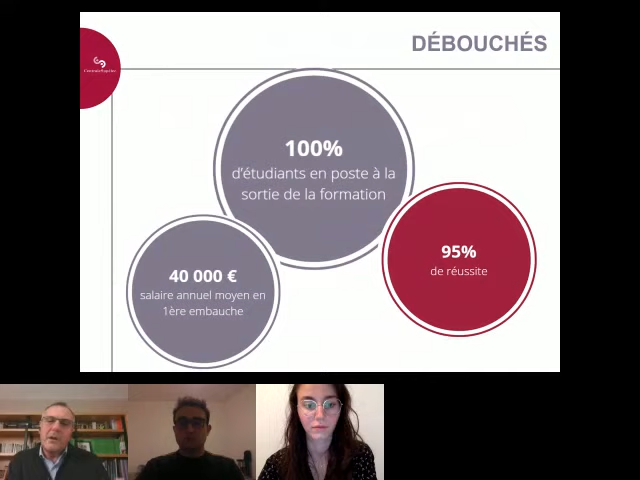 DÉBOUCHÉS
CentraleSupélec
100%
d'étudiants en poste à la
sortie de la formation
40 000 €
salaire annuel moyen en
1ère embauche
95%
de réussite